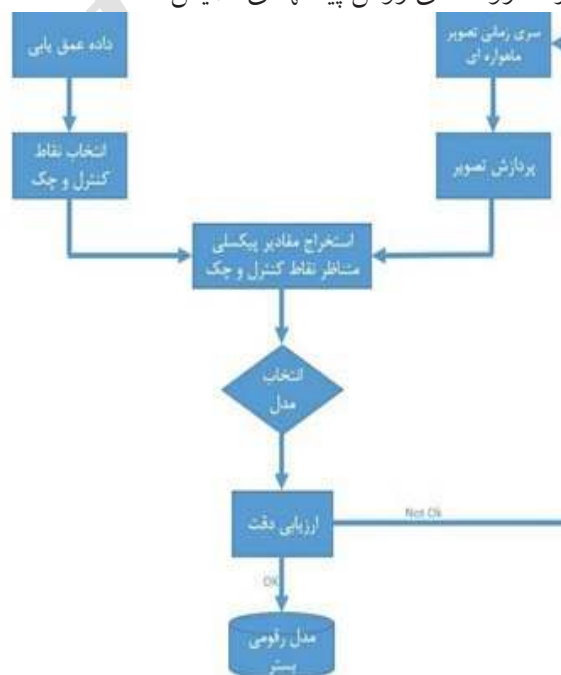 داده عمق یابی
سری زمانی تصویر
ماهواره ای
انتخاب نقاط
کنترل و چک
پردازش تصویر
استخراج مقادیر پیکسلی
متناظر نقاط کنترل و چک
انتخاب
مدل
ارزیابی دقت
Not Ok
OK
مدل رقومی
بستر